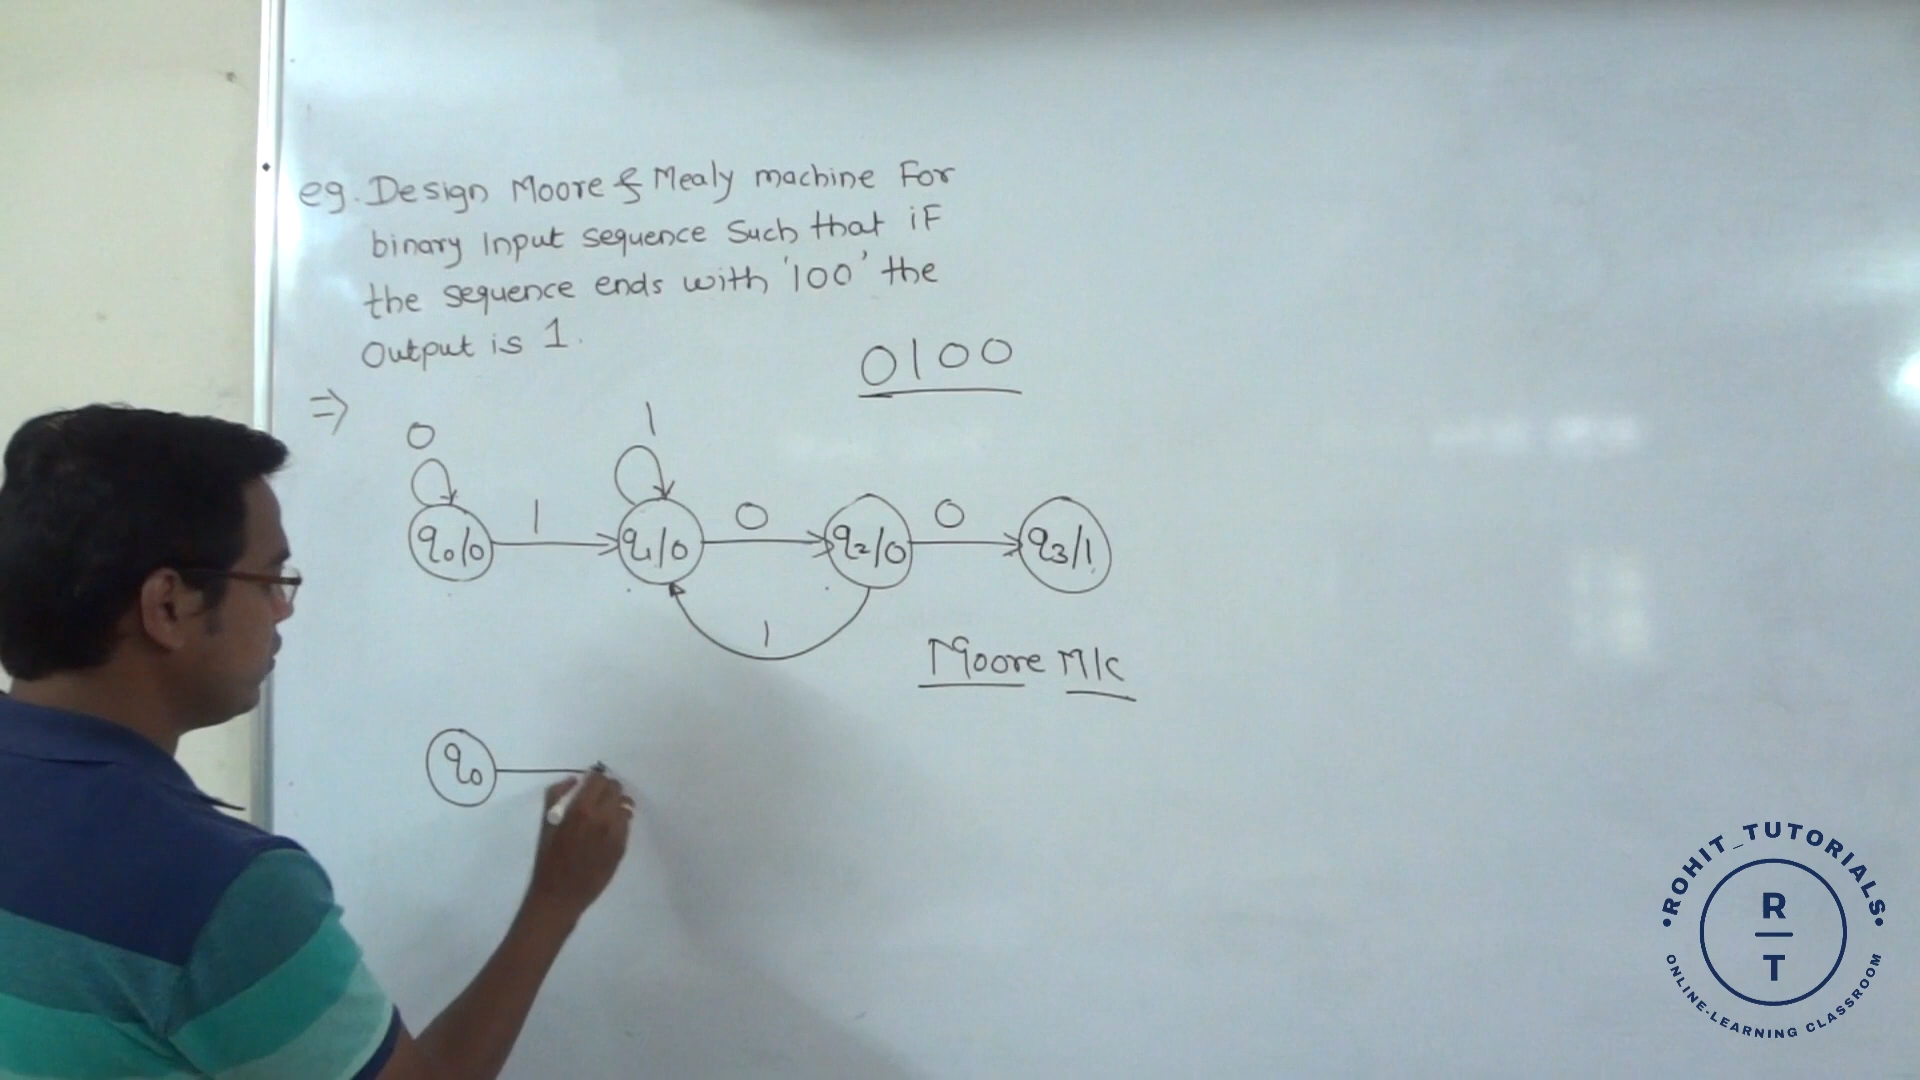 eg. Design Moore & Mealy machine For
binary Input sequence Such that iF
the sequence ends with '100' the
Output is 1.
0100
⇒
0
1
q0/0
1
q1/0
0
q2/0
0
q3/1
1
Moore M/c
q0
ROHIT_TUTORIALS
R
T
ONLINE-LEARNING CLASSROOM